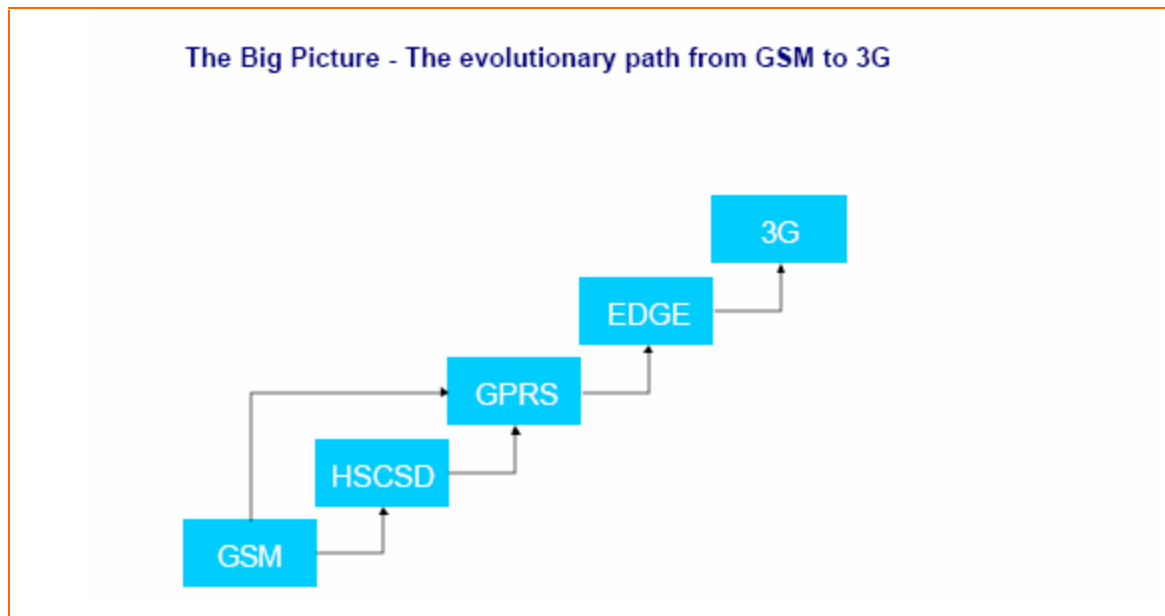 The Big Picture - The evolutionary path from GSM to 3G
3G
EDGE
GPRS
HSCSD
GSM